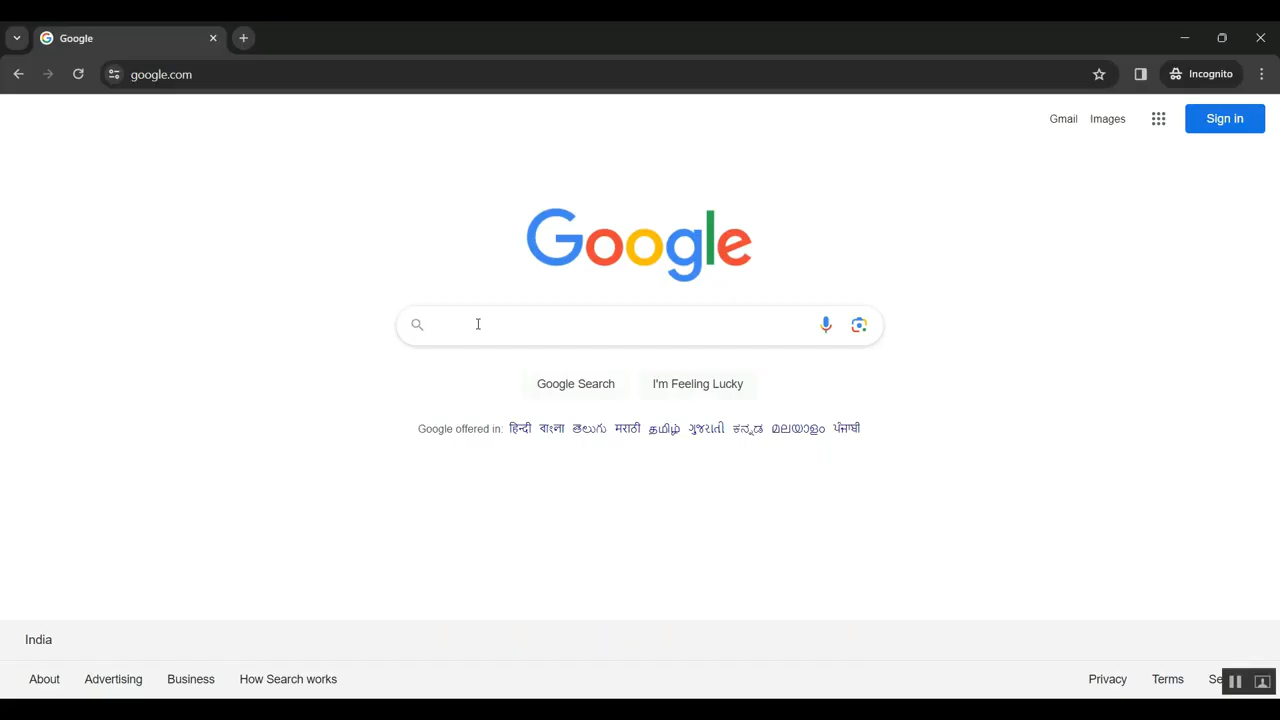 Google
google.com
Incognito
Gmail Images
Sign in
Google
Google Search I'm Feeling Lucky
Google offered in: हिन्दी বাংলা తెలుగు मराठी தமிழ் ગુજરાતી ಕನ್ನಡ മലയാളം ਪੰਜਾਬੀ
India
About Advertising Business How Search works Privacy Terms Se